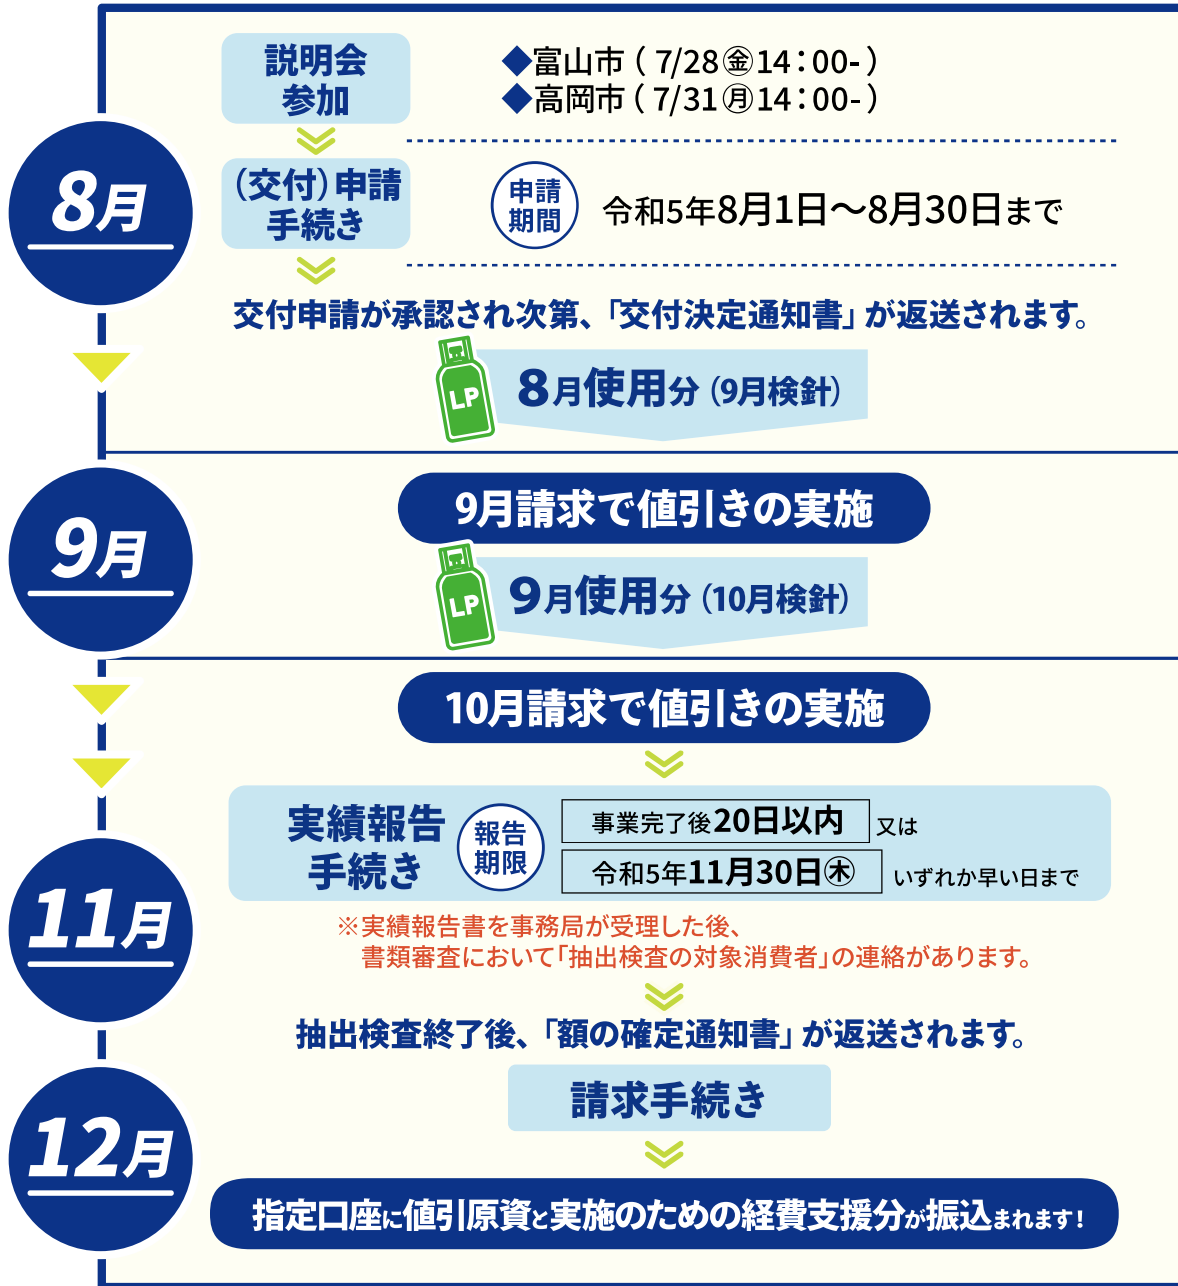 説明会
参加
◆富山市（ 7/28㊎14：00- ）
◆高岡市（ 7/31㊊14：00- ）
8月
（交付）申請
手続き
申請
期間
令和5年8月1日～8月30日まで
交付申請が承認され次第、「交付決定通知書」が返送されます。
LP
8月使用分（9月検針）
9月
9月請求で値引きの実施
LP
9月使用分（10月検針）
10月請求で値引きの実施
11月
実績報告
手続き
報告
期限
事業完了後20日以内 又は
令和5年11月30日㊍ いずれか早い日まで
※実績報告書を事務局が受理した後、
書類審査において「抽出検査の対象消費者」の連絡があります。
抽出検査終了後、「額の確定通知書」が返送されます。
12月
請求手続き
指定口座に値引原資と実施のための経費支援分が振込まれます！